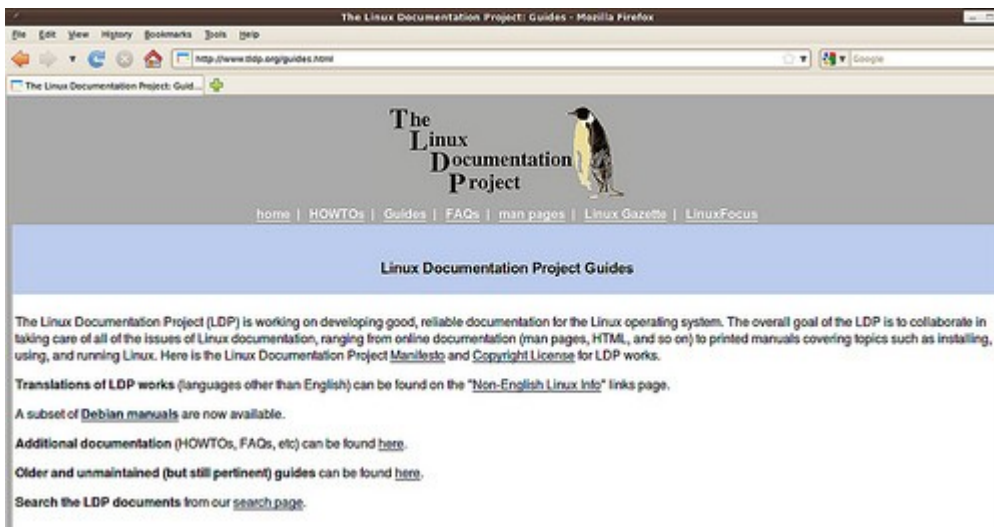 The Linux Documentation Project: Guides - Mozilla Firefox
File Edit View History Bookmarks Tools Help
http://www.tldp.org/guides.html
Google
The Linux Documentation Project: Guid...
The
Linux
Documentation
Project
home | HOWTOs | Guides | FAQs | man pages | Linux Gazette | LinuxFocus
Linux Documentation Project Guides
The Linux Documentation Project (LDP) is working on developing good, reliable documentation for the Linux operating system. The overall goal of the LDP is to collaborate in
taking care of all of the issues of Linux documentation, ranging from online documentation (man pages, HTML, and so on) to printed manuals covering topics such as installing,
using, and running Linux. Here is the Linux Documentation Project Manifesto and Copyright License for LDP works.
Translations of LDP works (languages other than English) can be found on the "Non-English Linux Info" links page.
A subset of Debian manuals are now available.
Additional documentation (HOWTOs, FAQs, etc) can be found here.
Older and unmaintained (but still pertinent) guides can be found here.
Search the LDP documents from our search page.